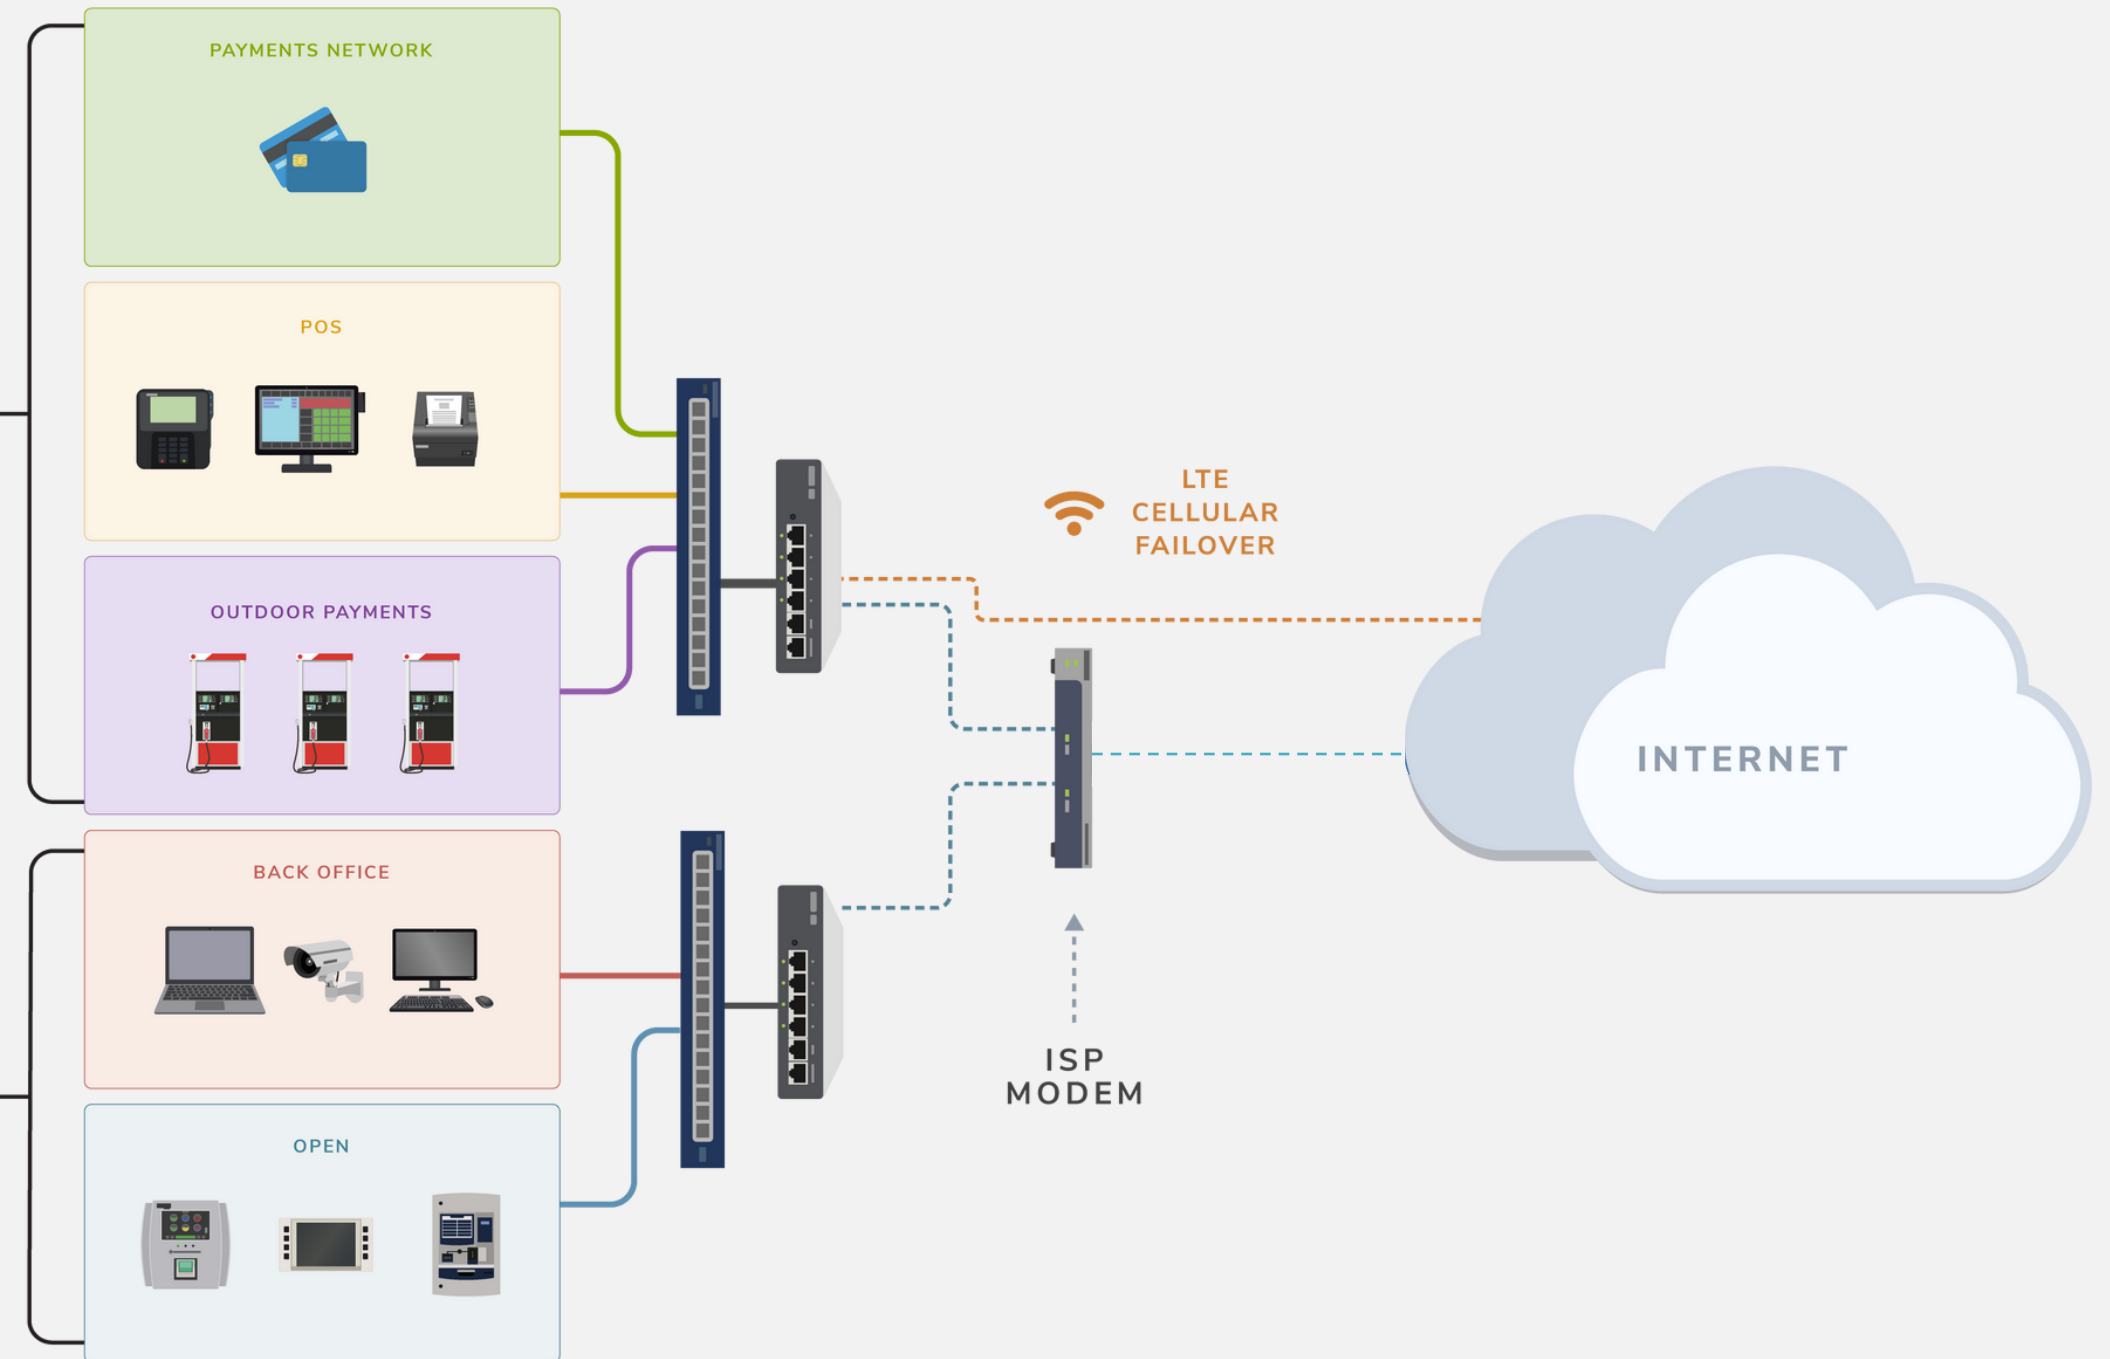 PAYMENTS NETWORK
POS
OUTDOOR PAYMENTS
BACK OFFICE
OPEN
LTE
CELLULAR
FAILOVER
INTERNET
ISP
MODEM